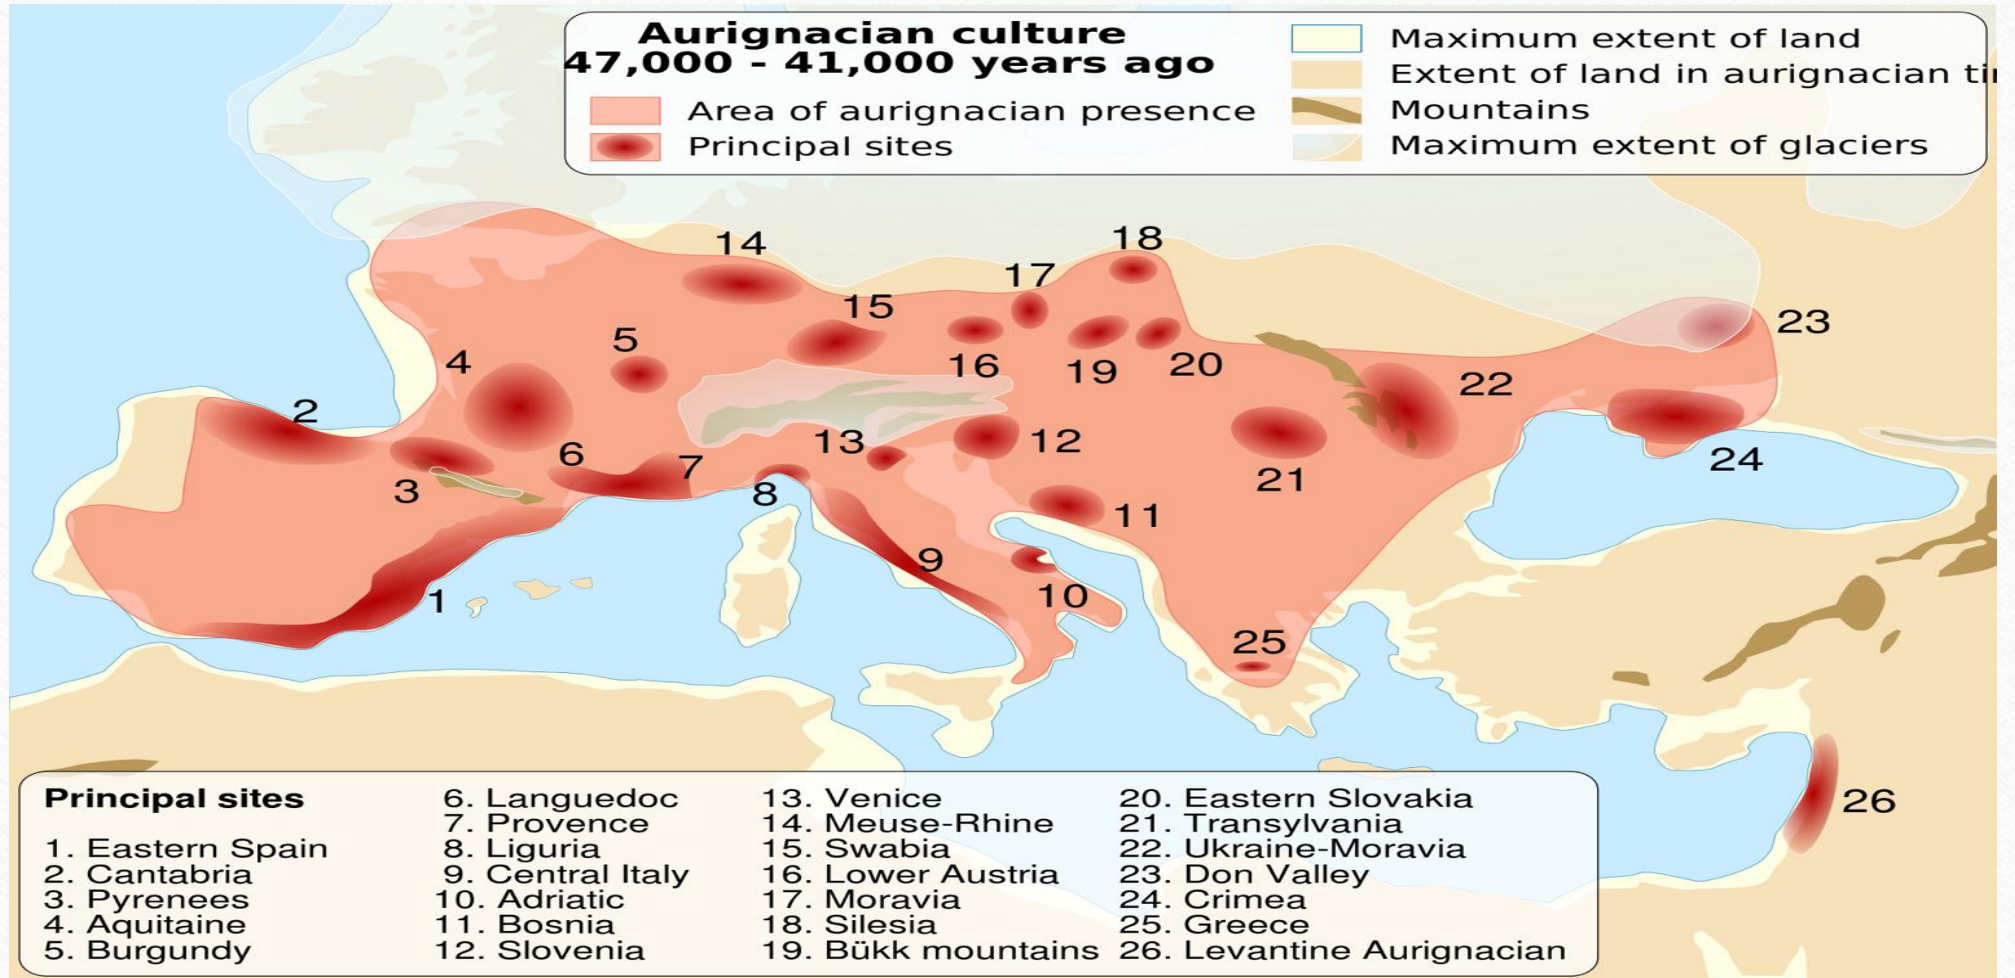 Aurignacian culture
47,000 - 41,000 years ago
Area of aurignacian presence
Principal sites
Maximum extent of land
Extent of land in aurignacian
Mountains
Maximum extent of glaciers
14
18
17
15
23
5
4
16
19
20
22
2
13
12
6
7
24
3
8
21
11
9
1
10
25
26
Principal sites
1. Eastern Spain
2. Cantabria
3. Pyrenees
4. Aquitaine
5. Burgundy
6. Languedoc
7. Provence
8. Liguria
9. Central Italy
10. Adriatic
11. Bosnia
12. Slovenia
13. Venice
14. Meuse-Rhine
15. Swabia
16. Lower Austria
17. Moravia
18. Silesia
19. Bükk mountains
20. Eastern Slovakia
21. Transylvania
22. Ukraine-Moravia
23. Don Valley
24. Crimea
25. Greece
26. Levantine Aurignacian